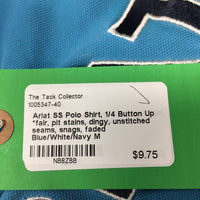 The Tack Collector
1005347-40
Ariat SS Polo Shirt, 1/4 Button Up
*fair, pit stains, dingy, unstitched
seams, snags, faded
Blue/White/Navy M
$9.75
NB8ZBB